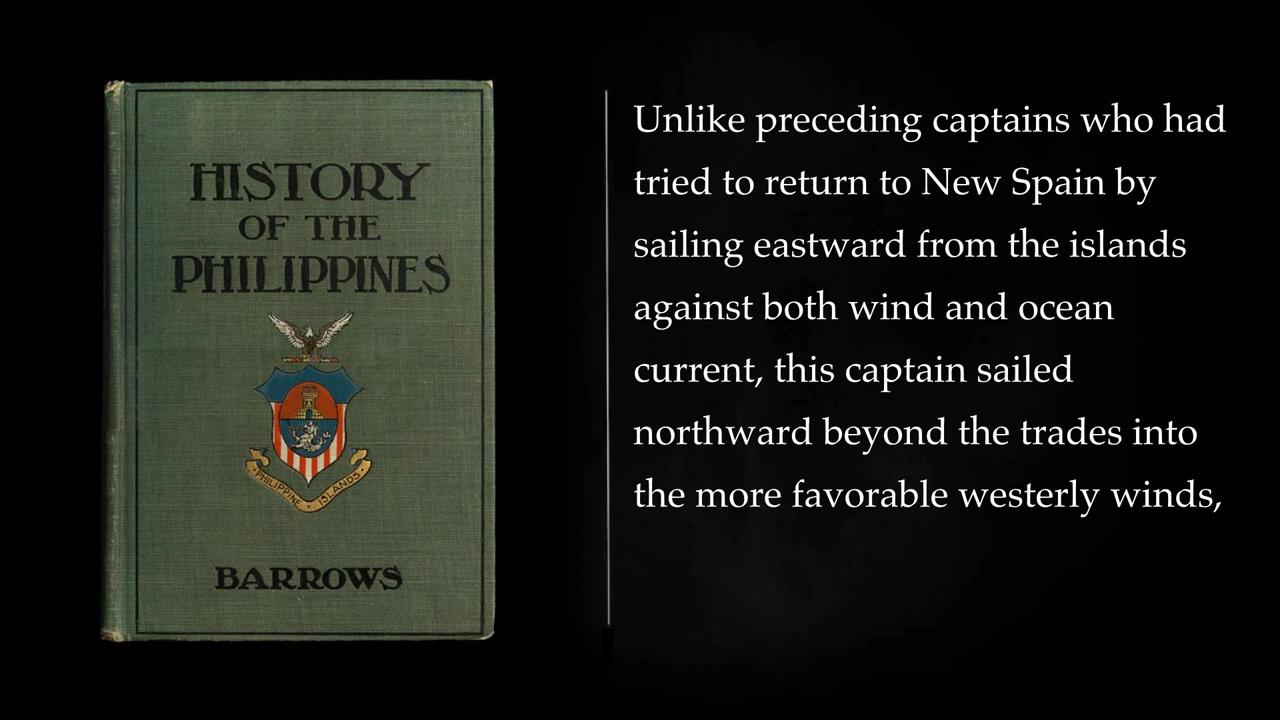 HISTORY
OF THE
PHILIPPINES
PHILIPPINE ISLANDS
BARROWS
Unlike preceding captains who had
tried to return to New Spain by
sailing eastward from the islands
against both wind and ocean
current, this captain sailed
northward beyond the trades into
the more favorable westerly winds,